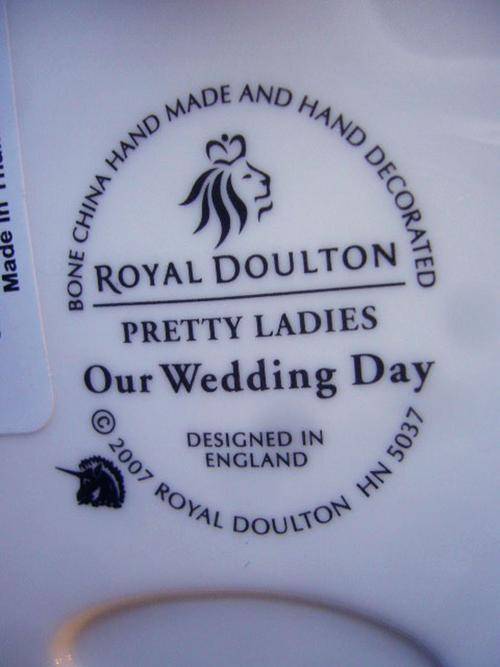 BONE CHINA HAND MADE AND HAND DECORATED
ROYAL DOULTON
PRETTY LADIES
Our Wedding Day
DESIGNED IN
ENGLAND
© 2007 ROYAL DOULTON HN 5037
Made in